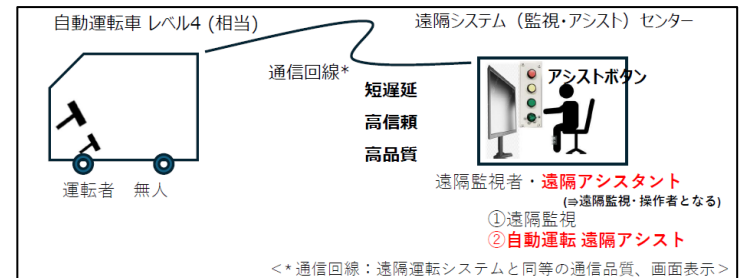 自動運転車 レベル4 (相当)
遠隔システム（監視・アシスト）センター
通信回線*
アシストボタン
短遅延
高信頼
高品質
運転者　無人
遠隔監視者・遠隔アシスタント
(⇒遠隔監視・操作者となる)
①遠隔監視
②自動運転 遠隔アシスト
<*通信回線：遠隔運転システムと同等の通信品質、画面表示>